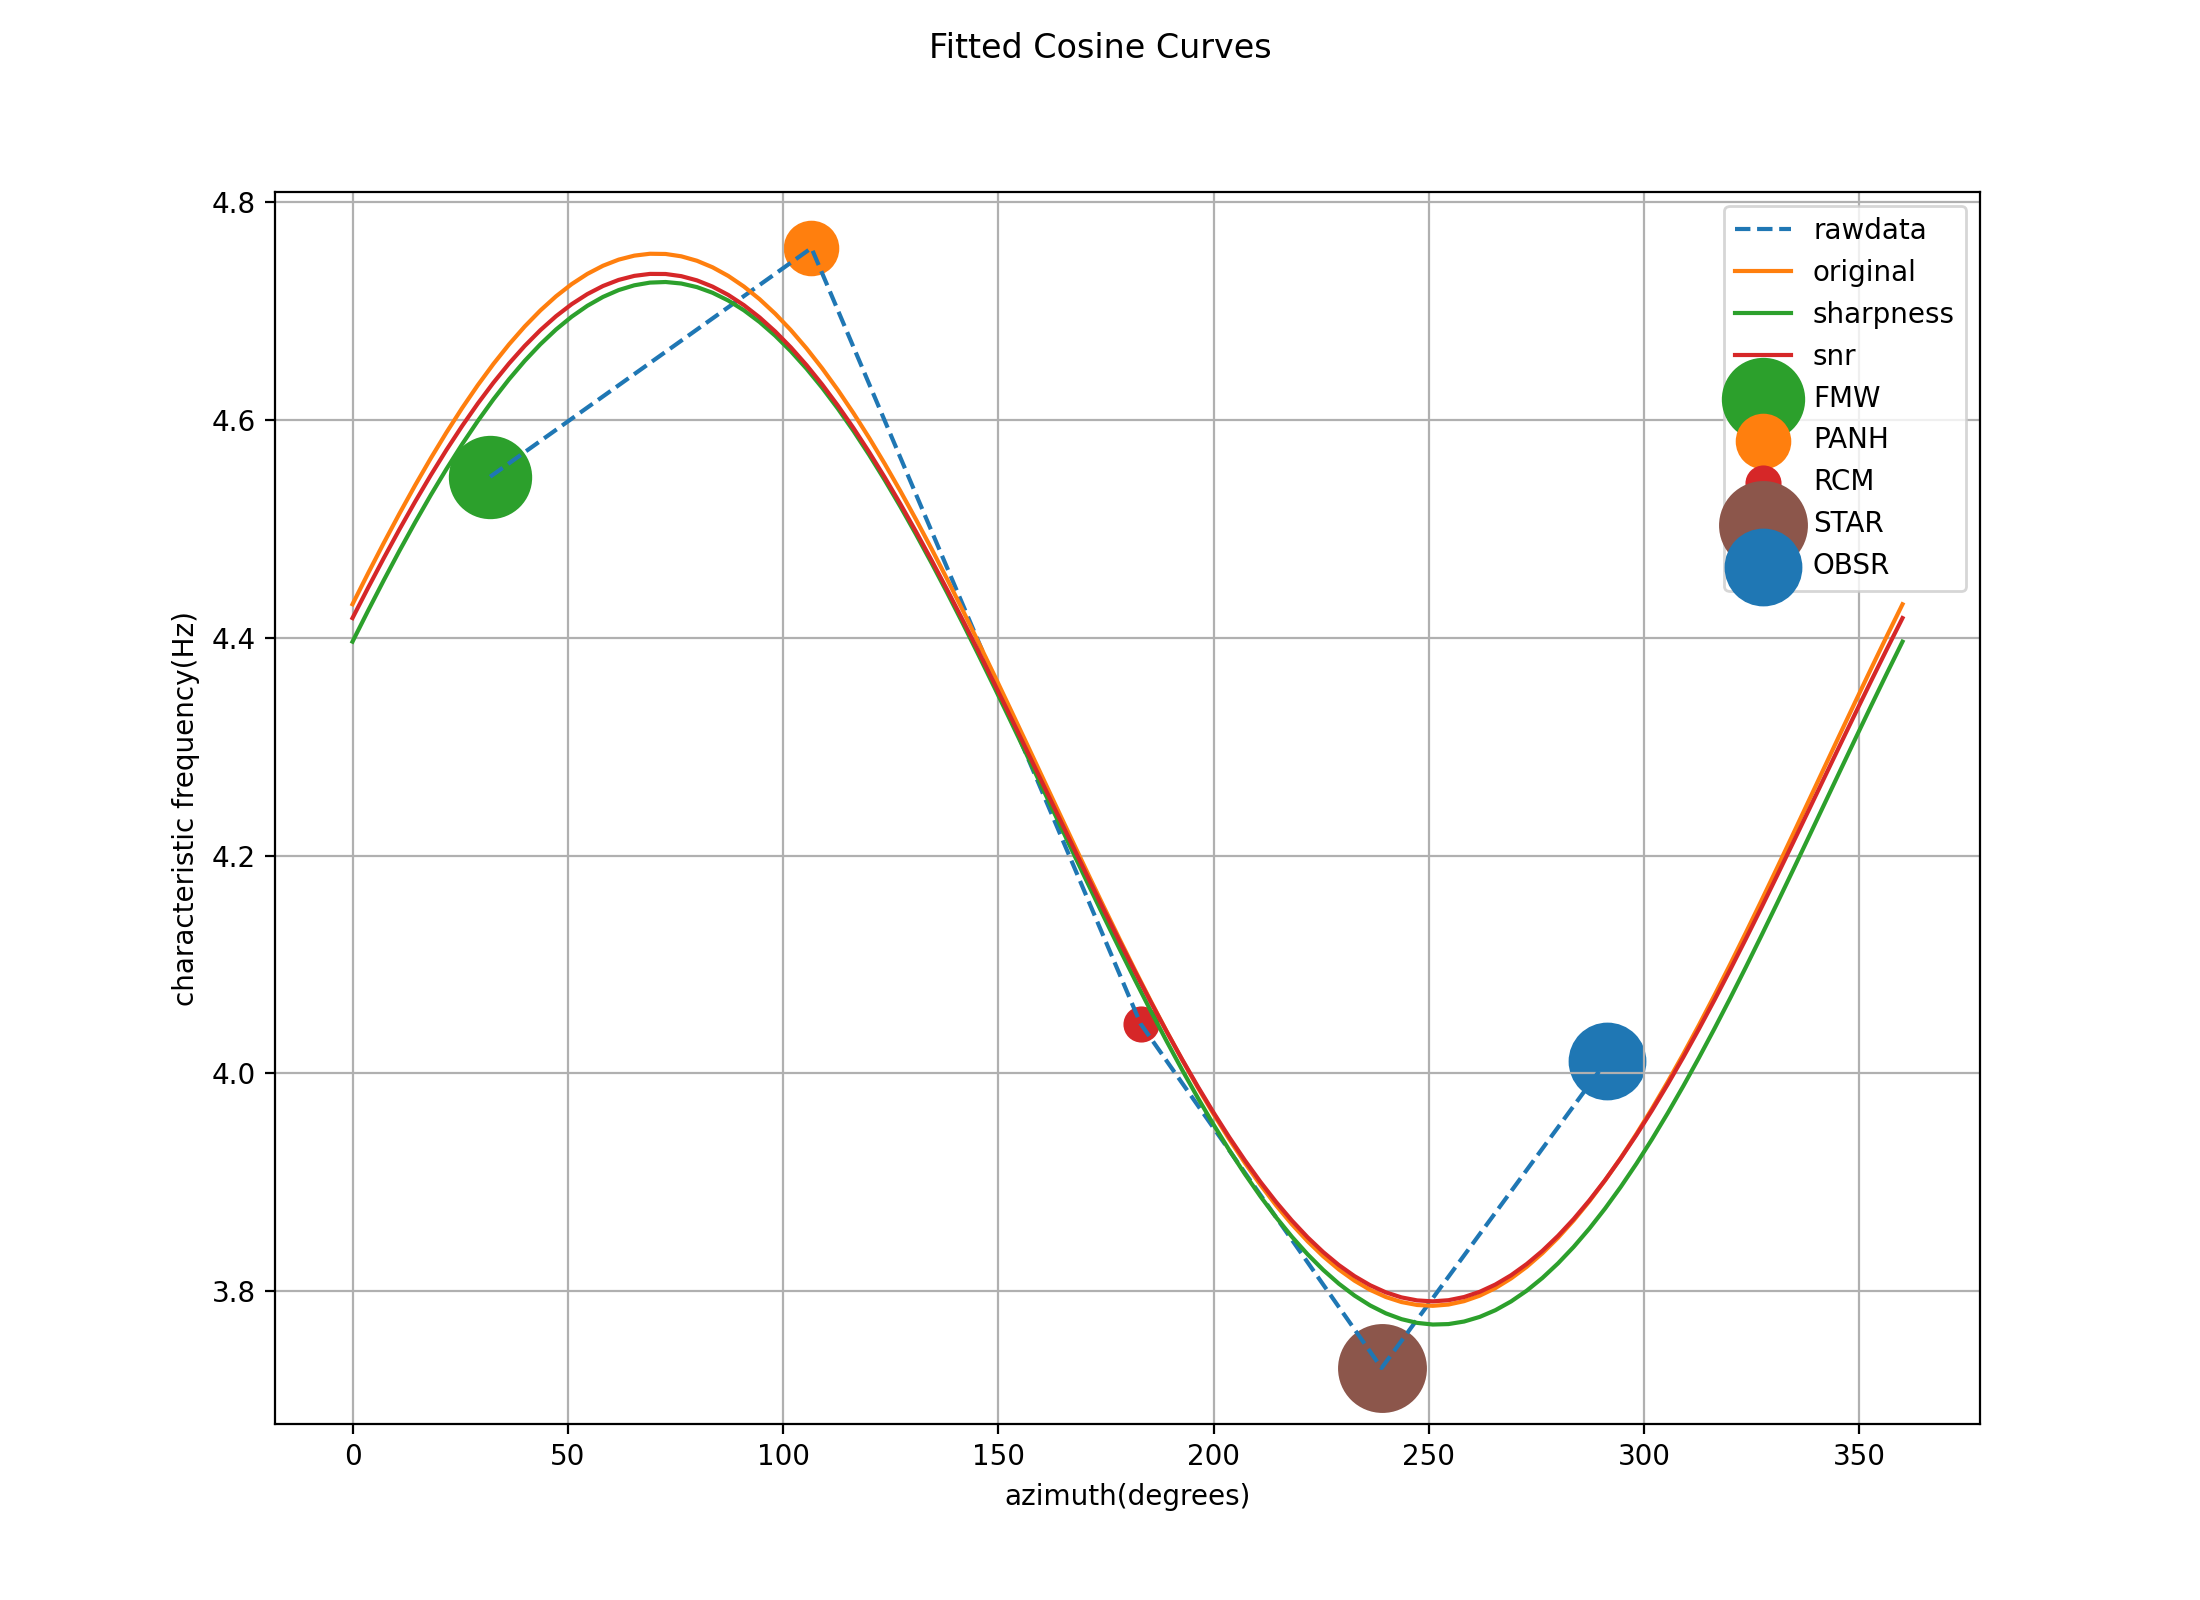 Fitted Cosine Curves
4.8
4.6
4.4
4.2
4.0
3.8
characteristic frequency(Hz)
0 50 100 150 200 250 300 350
azimuth(degrees)
rawdata
original
sharpness
snr
FMW
PANH
RCM
STAR
OBSR